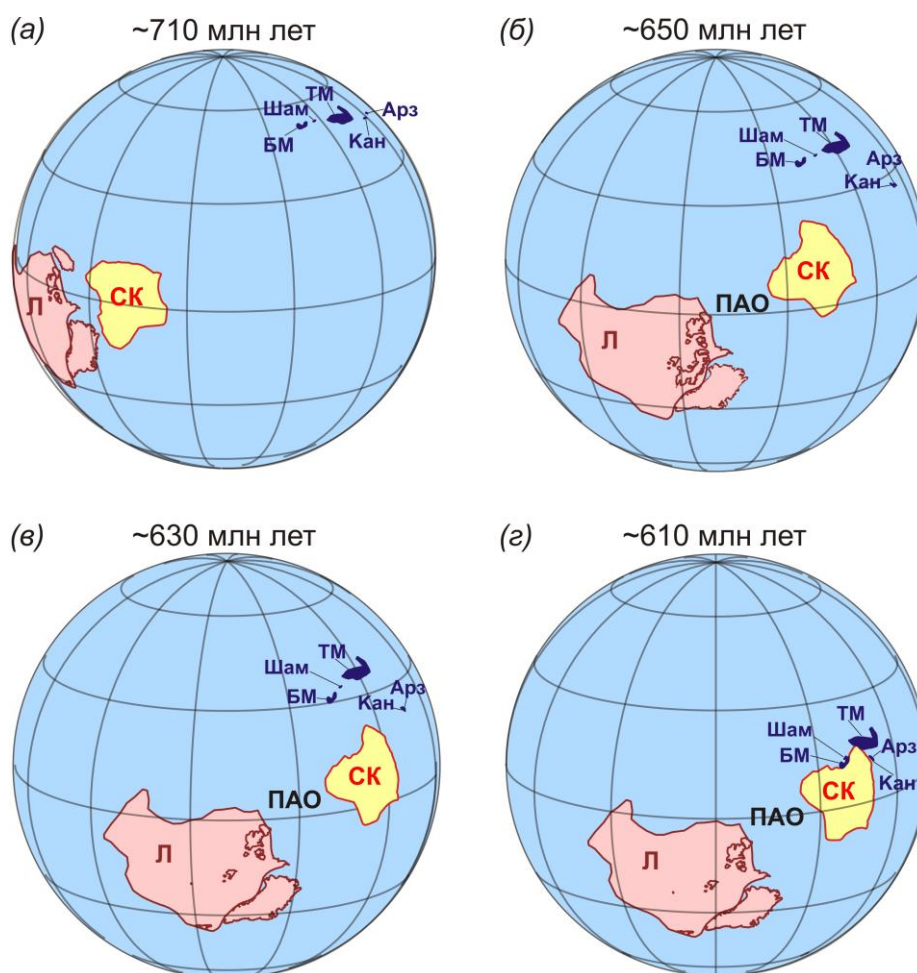 (а) ~710 млн лет
ТМ
Шам
Арз
БМ
Кан
Л
СК
(б) ~650 млн лет
ТМ
Шам
БМ
Арз
Кан
СК
ПАО
Л
(в) ~630 млн лет
ТМ
Шам
БМ
Арз
Кан
СК
ПАО
Л
(г) ~610 млн лет
ТМ
Шам
БМ
Арз
Кан
СК
ПАО
Л